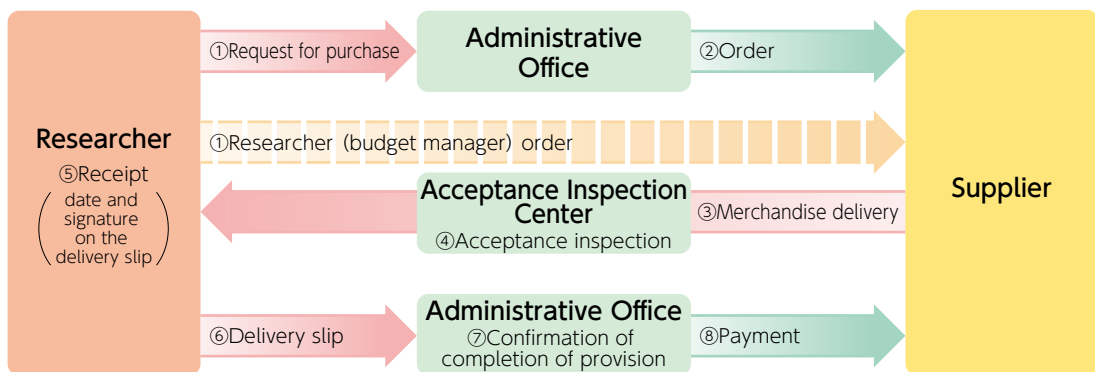 ①Request for purchase
Administrative
Office
②Order
Researcher
⑤Receipt
(date and
signature
on the
delivery slip)
①Researcher (budget manager) order
Acceptance Inspection
Center
④Acceptance inspection
③Merchandise delivery
Supplier
⑥Delivery slip
Administrative Office
⑦Confirmation of
completion of provision
⑧Payment